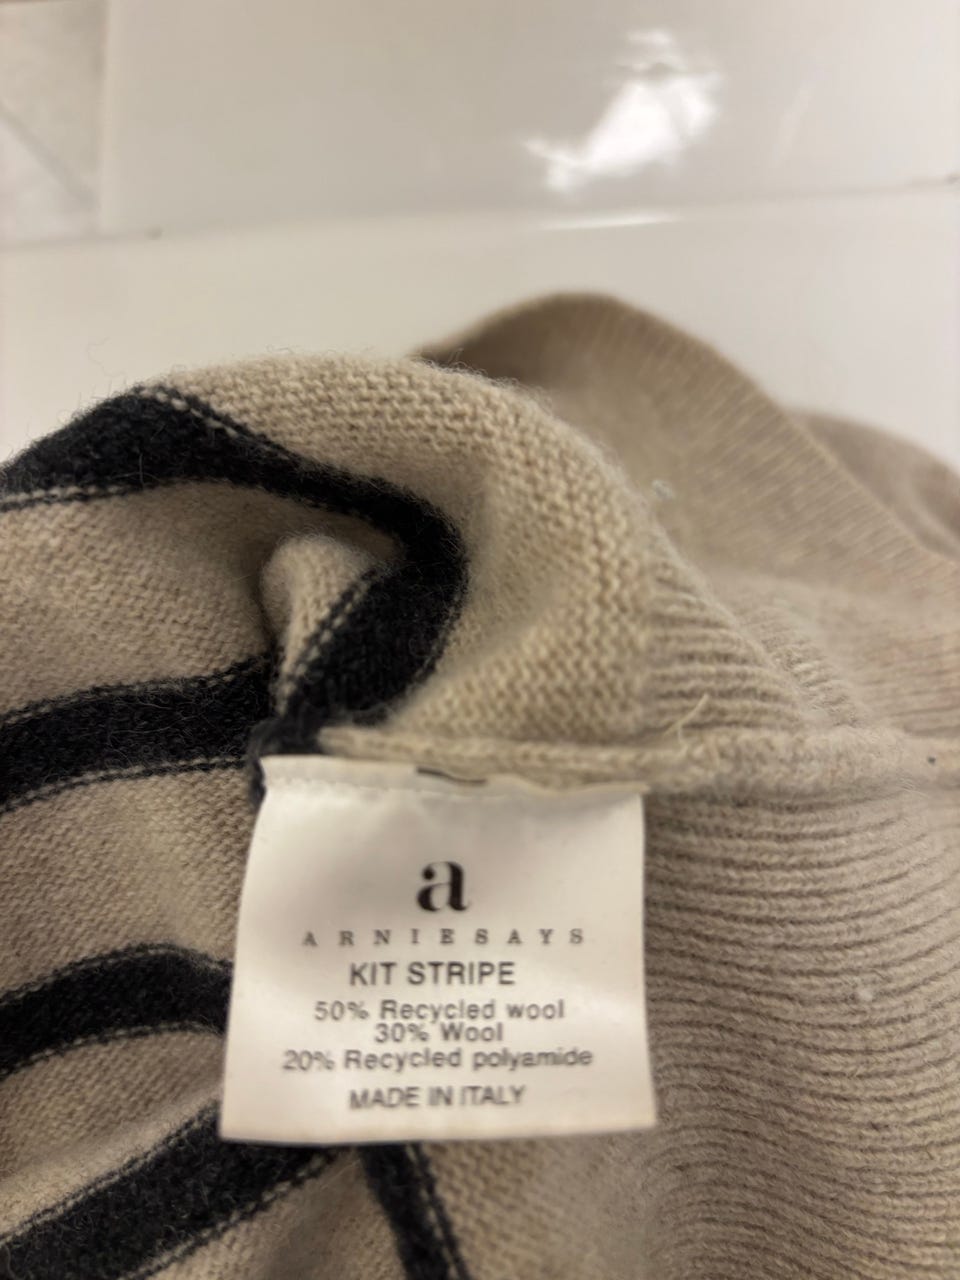 a
ARNIESAYS
KIT STRIPE
50% Recycled wool
30% Wool
20% Recycled polyamide
MADE IN ITALY